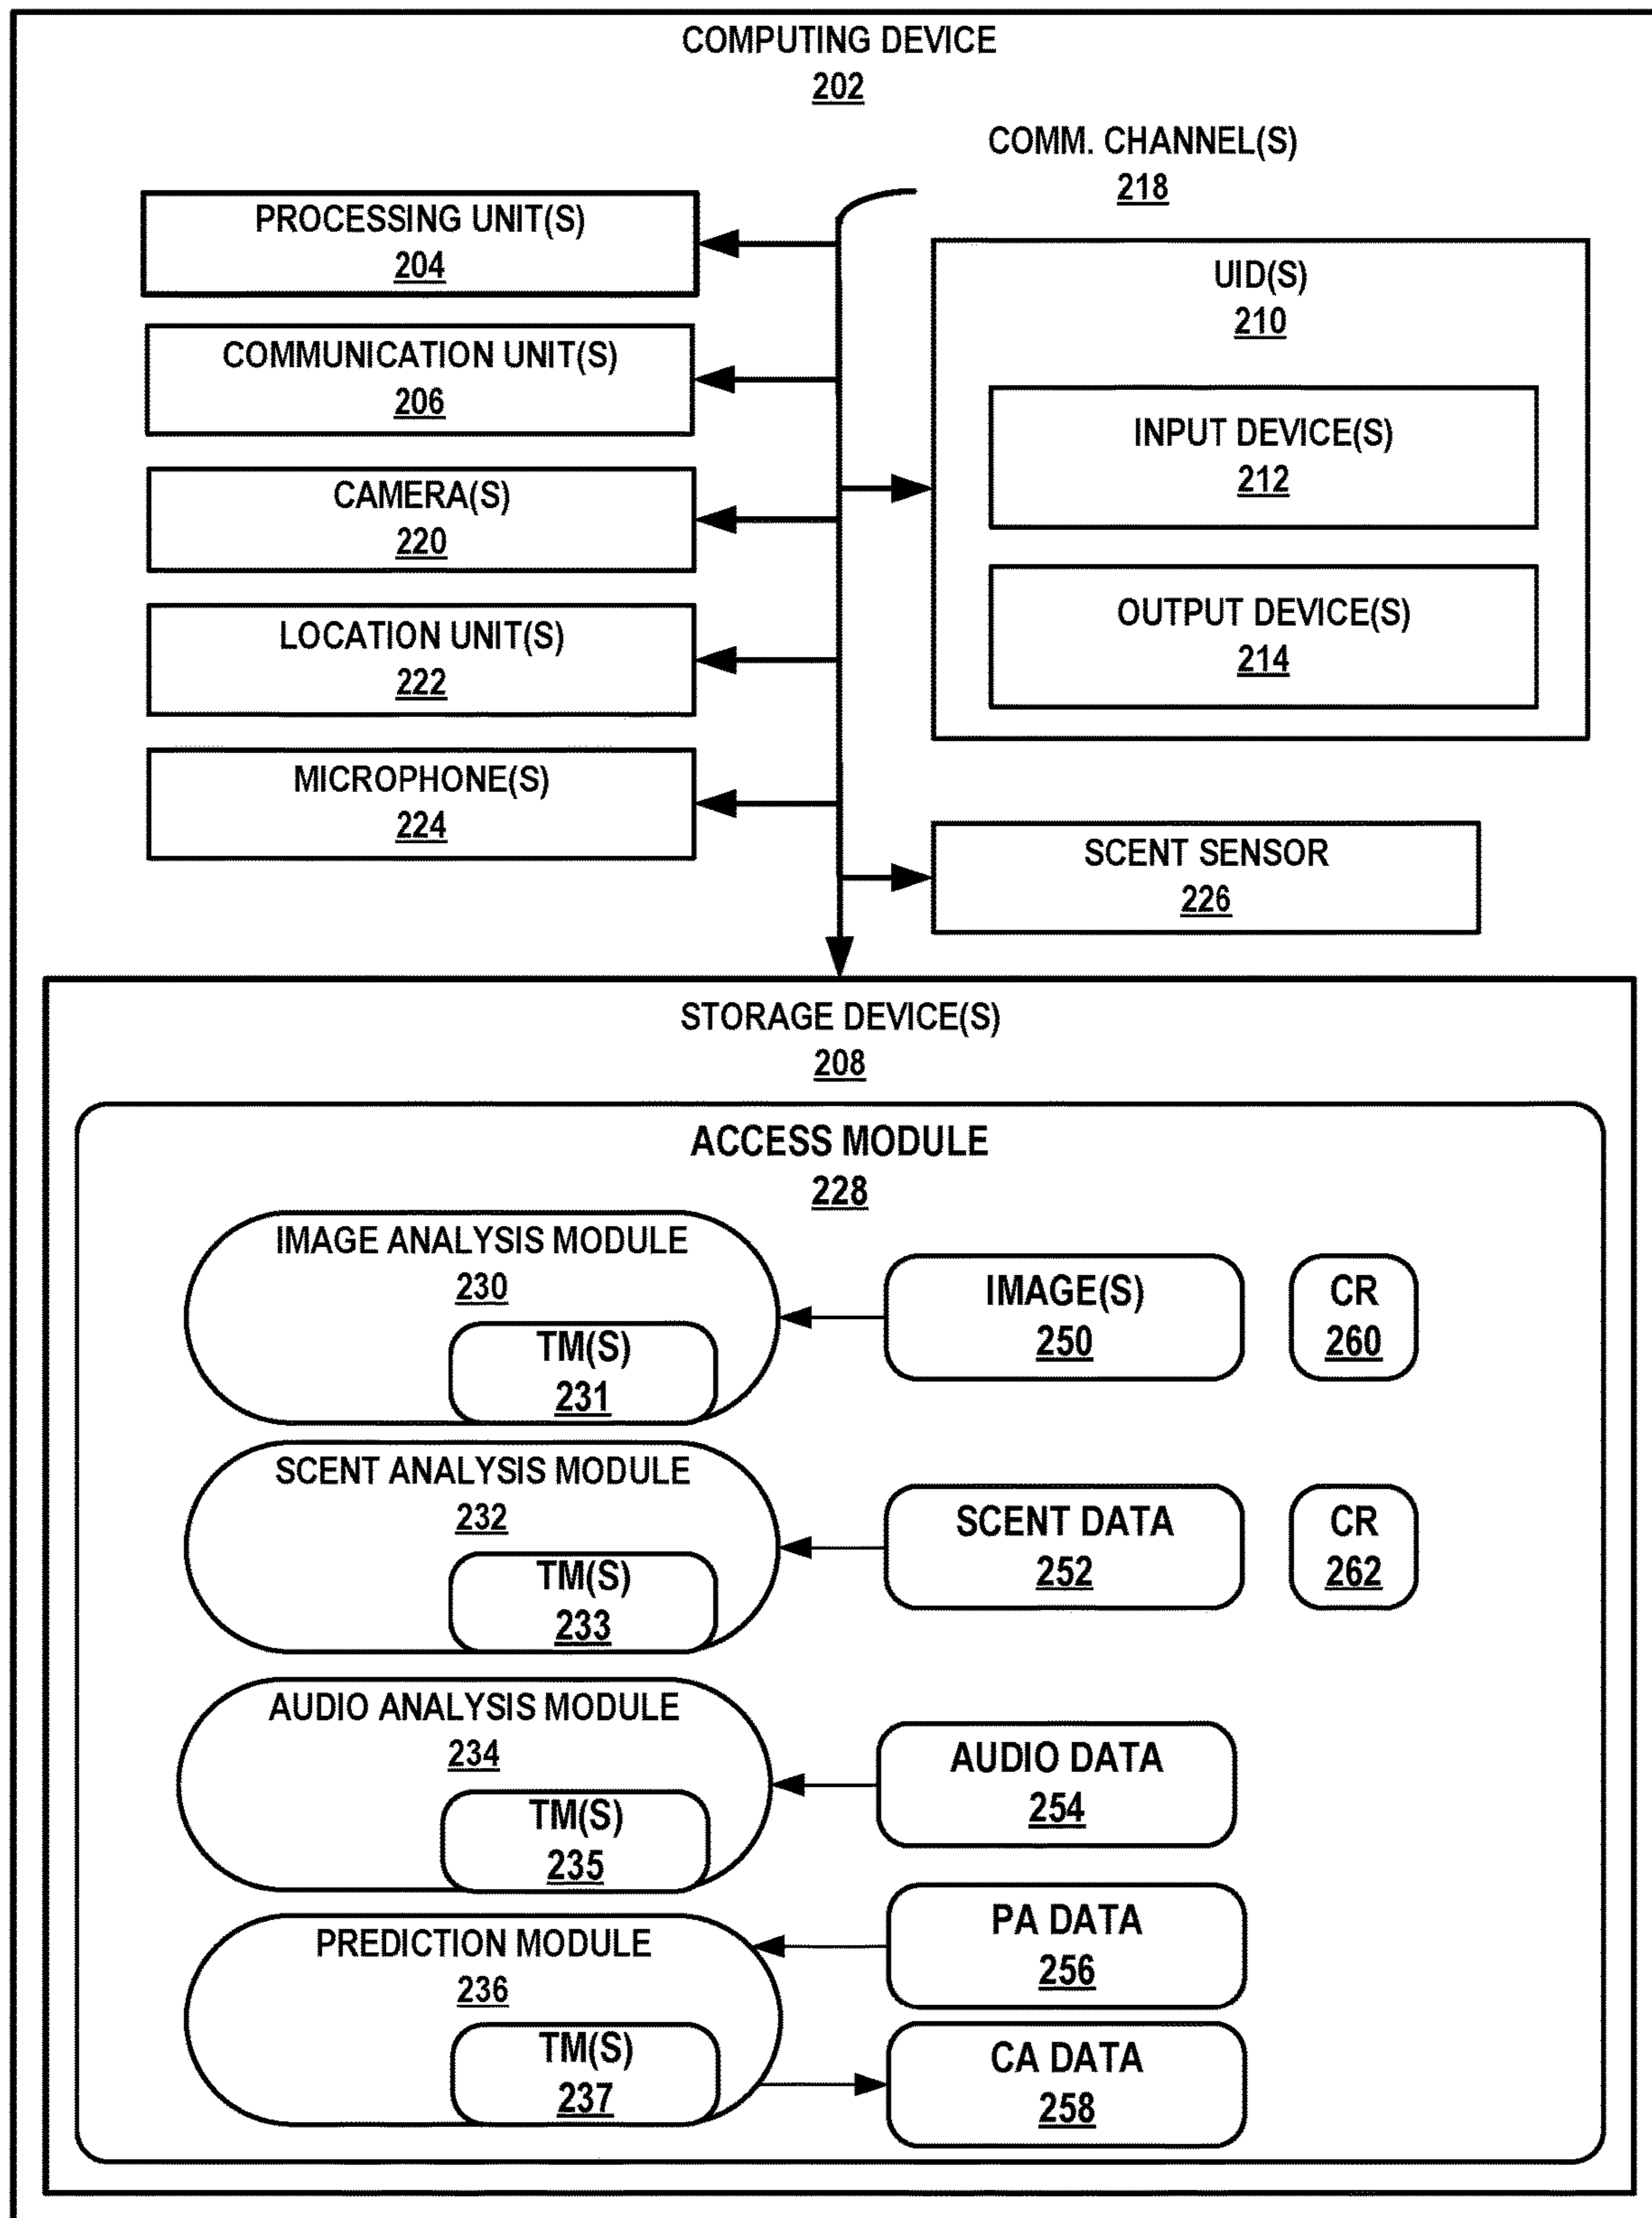 COMPUTING DEVICE
202
COMM. CHANNEL(S)
218
PROCESSING UNIT(S)
204
COMMUNICATION UNIT(S)
206
CAMERA(S)
220
LOCATION UNIT(S)
222
MICROPHONE(S)
224
UID(S)
210
INPUT DEVICE(S)
212
OUTPUT DEVICE(S)
214
SCENT SENSOR
226
STORAGE DEVICE(S)
208
ACCESS MODULE
228
IMAGE ANALYSIS MODULE
230
TM(S)
231
IMAGE(S)
250
CR
260
SCENT ANALYSIS MODULE
232
TM(S)
233
SCENT DATA
252
CR
262
AUDIO ANALYSIS MODULE
234
TM(S)
235
AUDIO DATA
254
PREDICTION MODULE
236
TM(S)
237
PA DATA
256
CA DATA
258